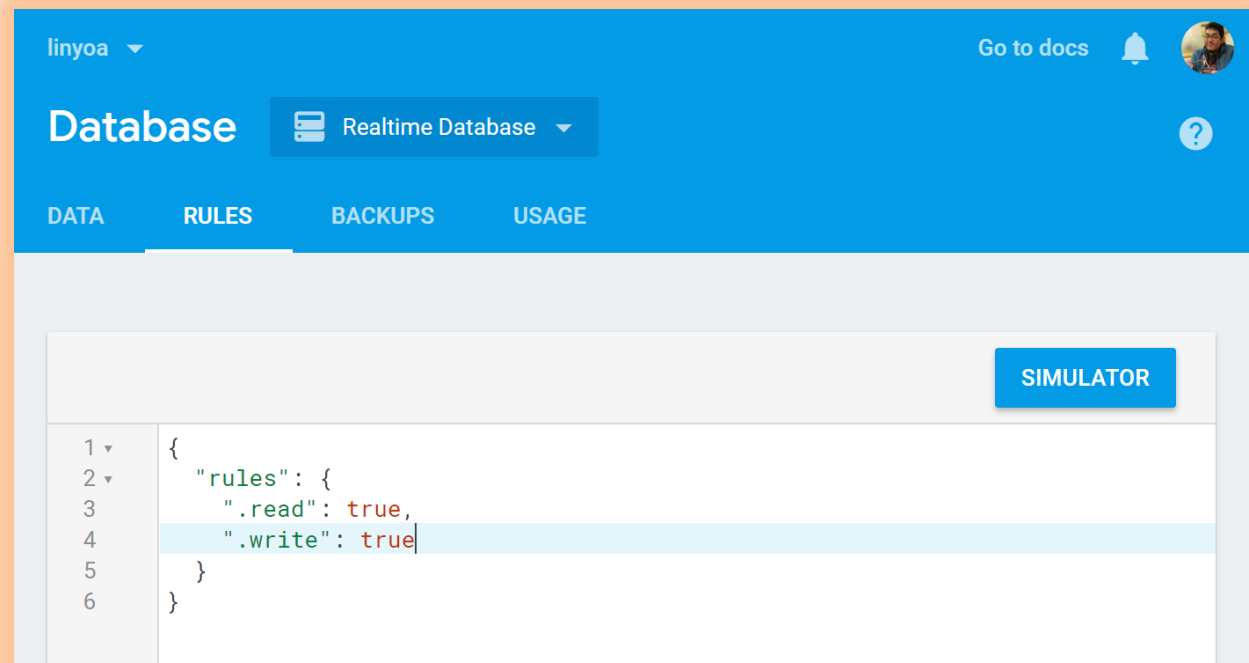 linyoa Go to docs
Database Realtime Database ?
DATA RULES BACKUPS USAGE
SIMULATOR
1 {
2 "rules": {
3 ".read": true,
4 ".write": true
5 }
6 }